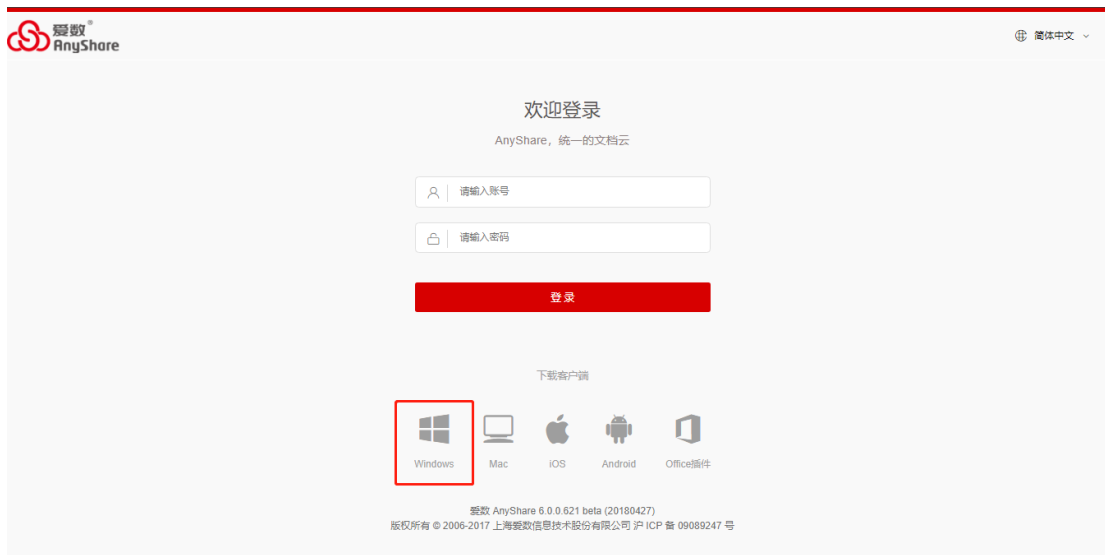 爱数®
AnyShare
简体中文
欢迎登录
AnyShare，统一的文档云
请输入账号
请输入密码
登录
下载客户端
Windows
Mac
iOS
Android
Office插件
爱数 AnyShare 6.0.0.621 beta (20180427)
版权所有 © 2006-2017 上海爱数信息技术股份有限公司 沪 ICP 备 09089247 号